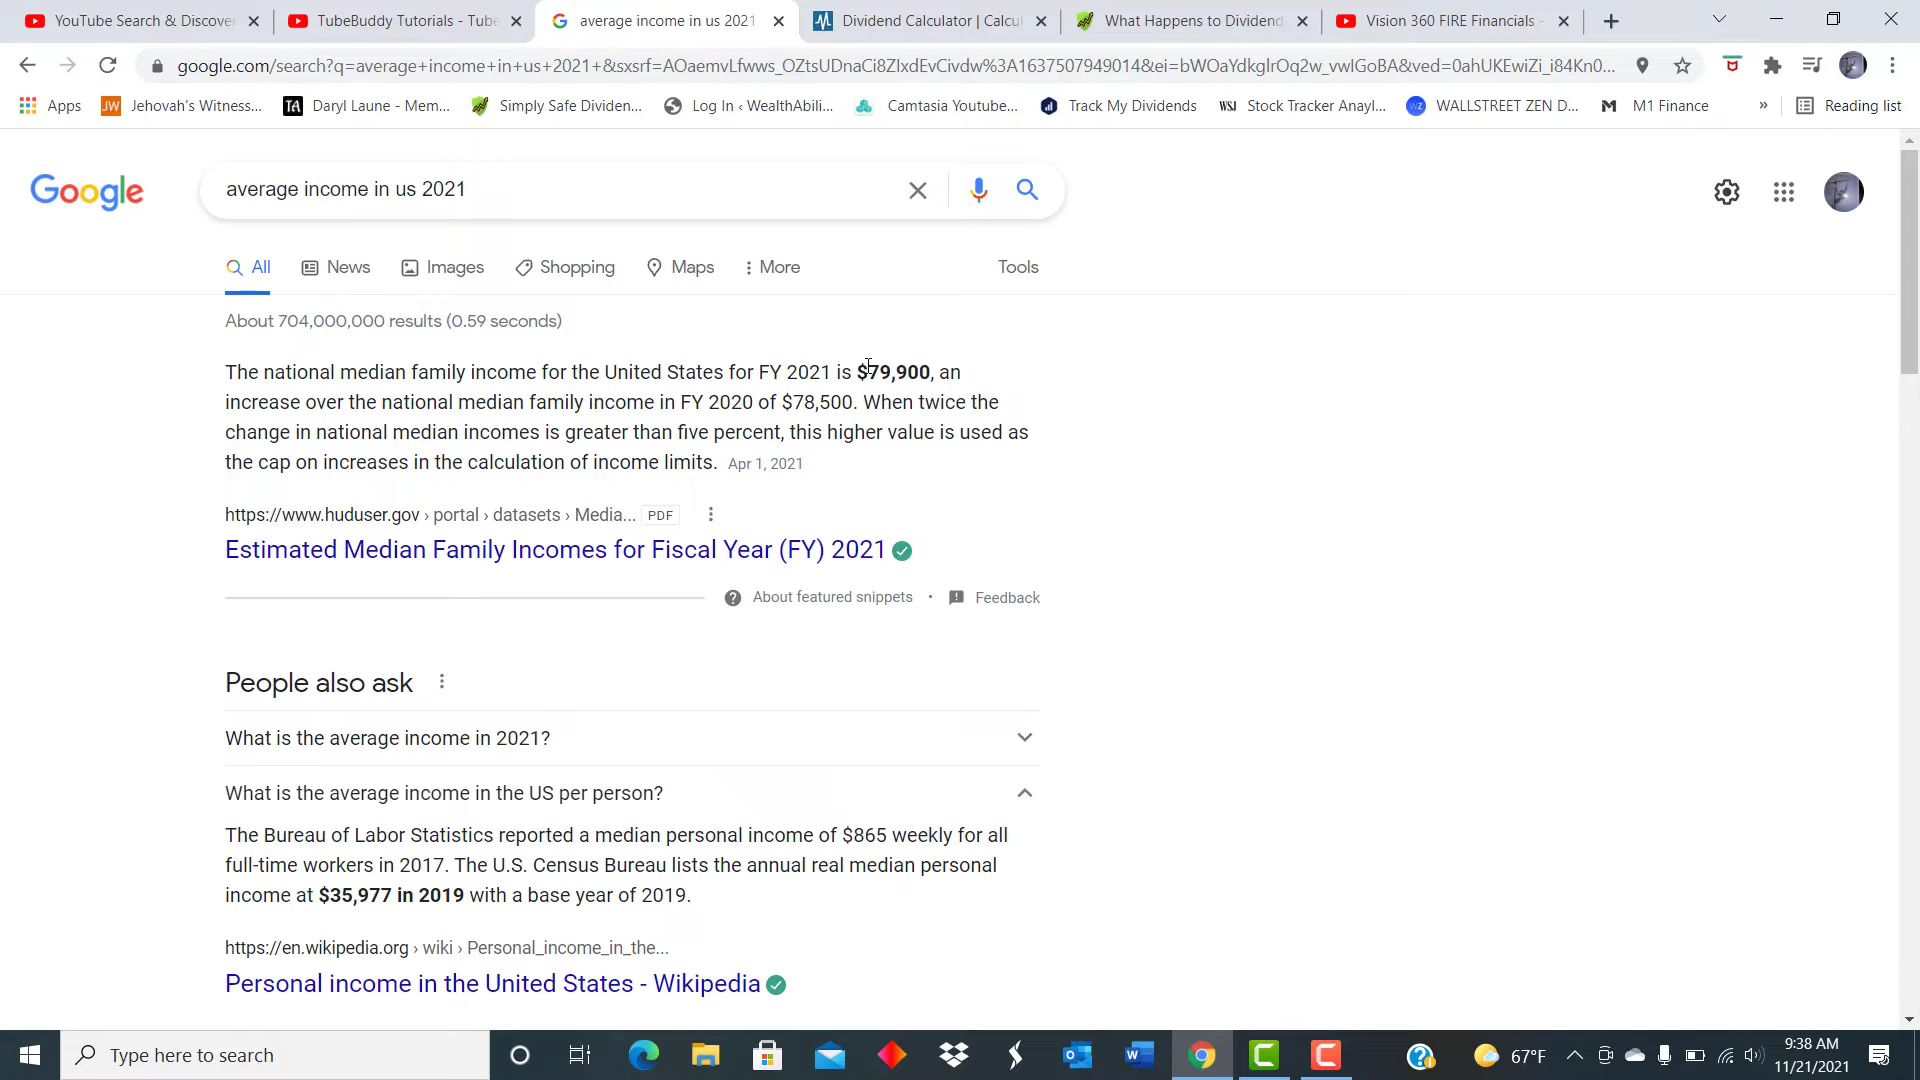 YouTube Search & Discover
TubeBuddy Tutorials - Tube
average income in us 2021
Dividend Calculator | Calcul
What Happens to Dividend
Vision 360 FIRE Financials -
google.com/search?q=average+income+in+us+2021+&sxsrf=AOaemvLfwws_OZtsUDnaCi8ZIxdEvCivdw%3A1637507949014&ei=bWOaYdkglrOq2w_vwIGoBA&ved=0ahUKEwiZi_i84Kn0...
Apps
Jehovah's Witness...
Daryl Laune - Mem...
Simply Safe Dividen...
Log In ‹ WealthAbili...
Camtasia Youtube...
Track My Dividends
WSJ Stock Tracker Anayl...
WALLSTREET ZEN D...
M1 Finance
»
Reading list
Google
average income in us 2021
All
News
Images
Shopping
Maps
More
Tools
About 704,000,000 results (0.59 seconds)
The national median family income for the United States for FY 2021 is $79,900, an
increase over the national median family income in FY 2020 of $78,500. When twice the
change in national median incomes is greater than five percent, this higher value is used as
the cap on increases in the calculation of income limits. Apr 1, 2021
https://www.huduser.gov › portal › datasets › Media... PDF
Estimated Median Family Incomes for Fiscal Year (FY) 2021
About featured snippets • Feedback
People also ask
What is the average income in 2021?
What is the average income in the US per person?
The Bureau of Labor Statistics reported a median personal income of $865 weekly for all
full-time workers in 2017. The U.S. Census Bureau lists the annual real median personal
income at $35,977 in 2019 with a base year of 2019.
https://en.wikipedia.org › wiki › Personal_income_in_the...
Personal income in the United States - Wikipedia
Type here to search
67°F
9:38 AM
11/21/2021